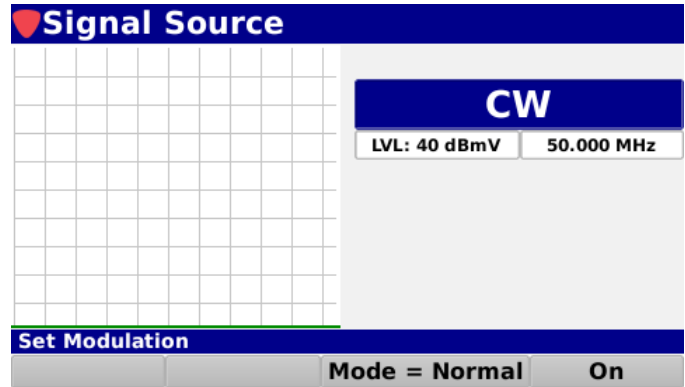 Signal Source
CW
LVL: 40 dBmV 50.000 MHz
Set Modulation
Mode = Normal On